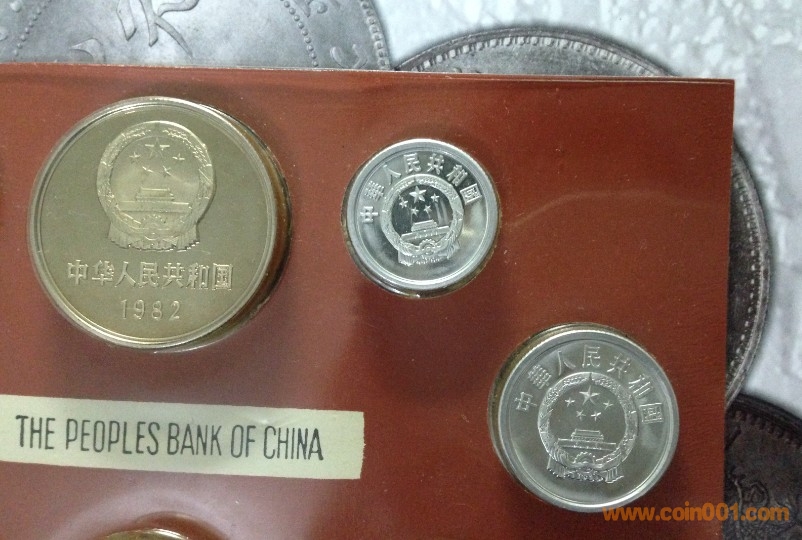 中华人民共和国
1982
中華人民共和國
中華人民共和國
THE PEOPLES BANK OF CHINA
www.coin001.com